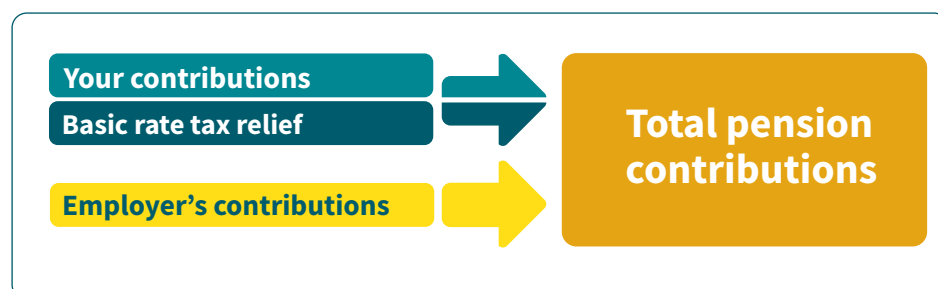 Your contributions
Basic rate tax relief
Employer’s contributions
Total pension
contributions